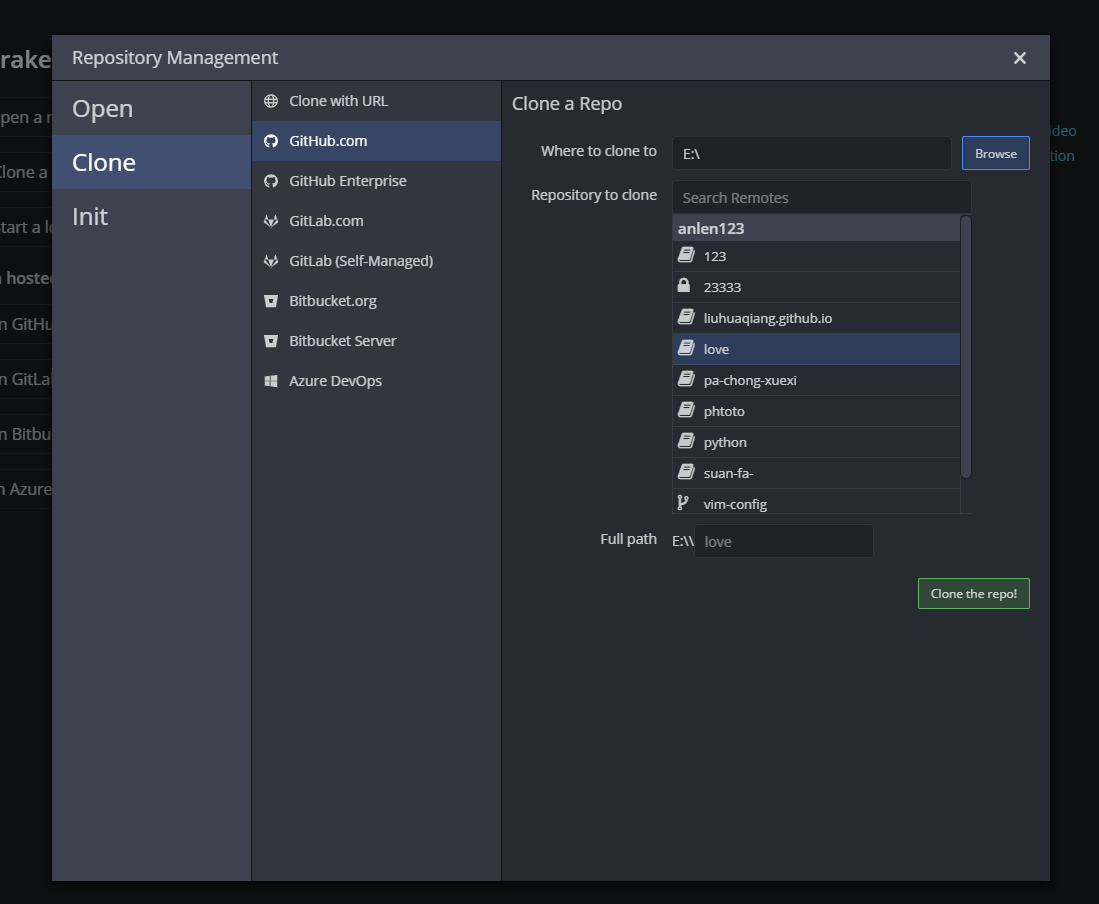 Repository Management
Open
Clone
Init
Clone with URL
GitHub.com
GitHub Enterprise
GitLab.com
GitLab (Self-Managed)
Bitbucket.org
Bitbucket Server
Azure DevOps
Clone a Repo
Where to clone to
E:\
Browse
Repository to clone
Search Remotes
anlen123
123
23333
liuhuaqiang.github.io
love
pa-chong-xuexi
phtoto
python
suan-fa-
vim-config
Full path
E:\\
love
Clone the repo!